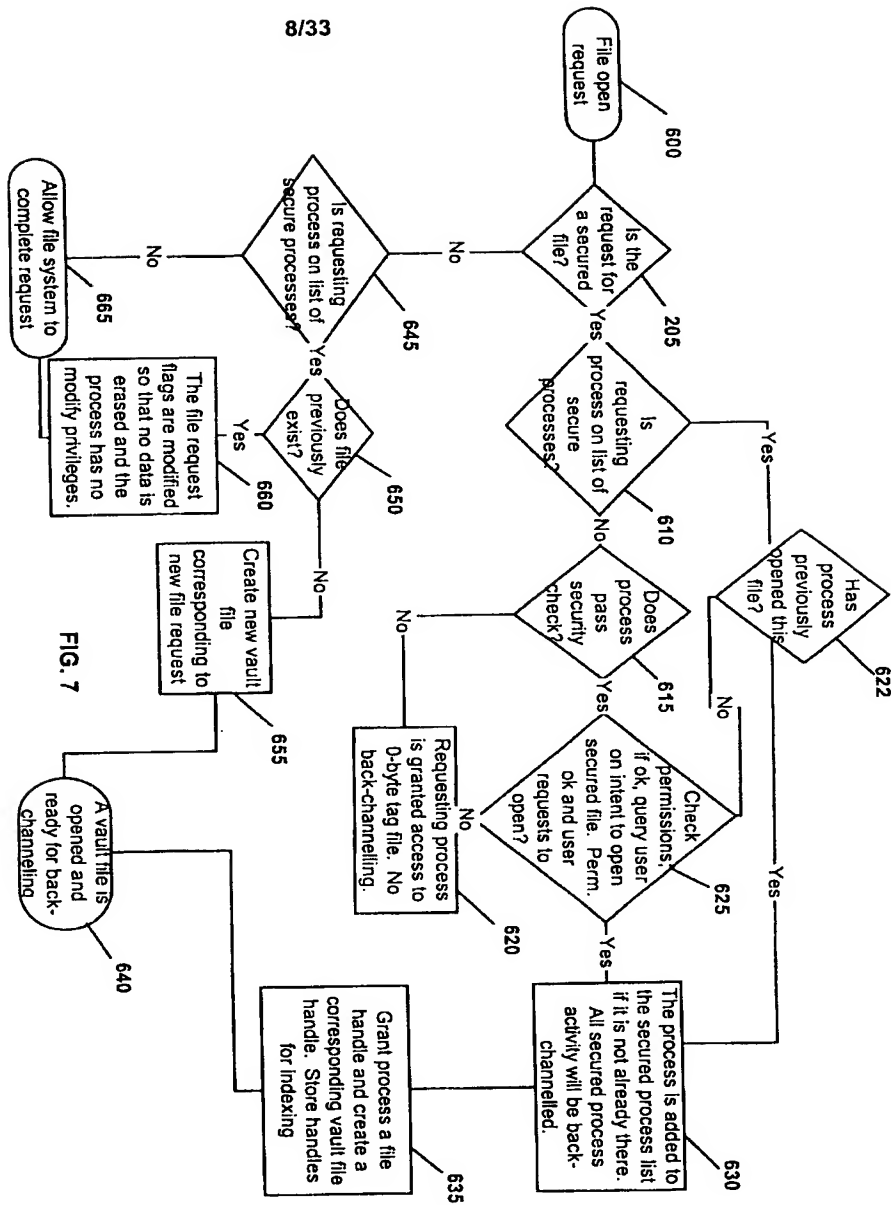 8/33
File open
request
600
Is the
request for
a secured
file?
205
Yes
No
Is
requesting
process on list of
secure
processes?
610
Yes
No
Has
process
previously
opened this
file?
622
Yes
No
Does
process
pass
security
check?
615
Yes
No
Check
permissions,
if ok, query user
on intent to open
secured file. Perm.
ok and user
requests to
open?
625
Yes
No
Requesting process
is granted access to
0-byte tag file. No
back-channelling.
620
The process is added to
the secured process list
if it is not already there.
All secured process
activity will be back-
channelled.
630
Grant process a file
handle and create a
corresponding vault file
handle. Store handles
for indexing
635
Is requesting
process on list of
secure processes?
645
Yes
No
Does file
previously
exist?
650
Yes
No
Create new vault
file
corresponding to
new file request
655
A vault file is
opened and
ready for back-
channeling
640
The file request
flags are modified
so that no data is
erased and the
process has no
modify privileges.
660
Allow file system to
complete request
665
FIG. 7